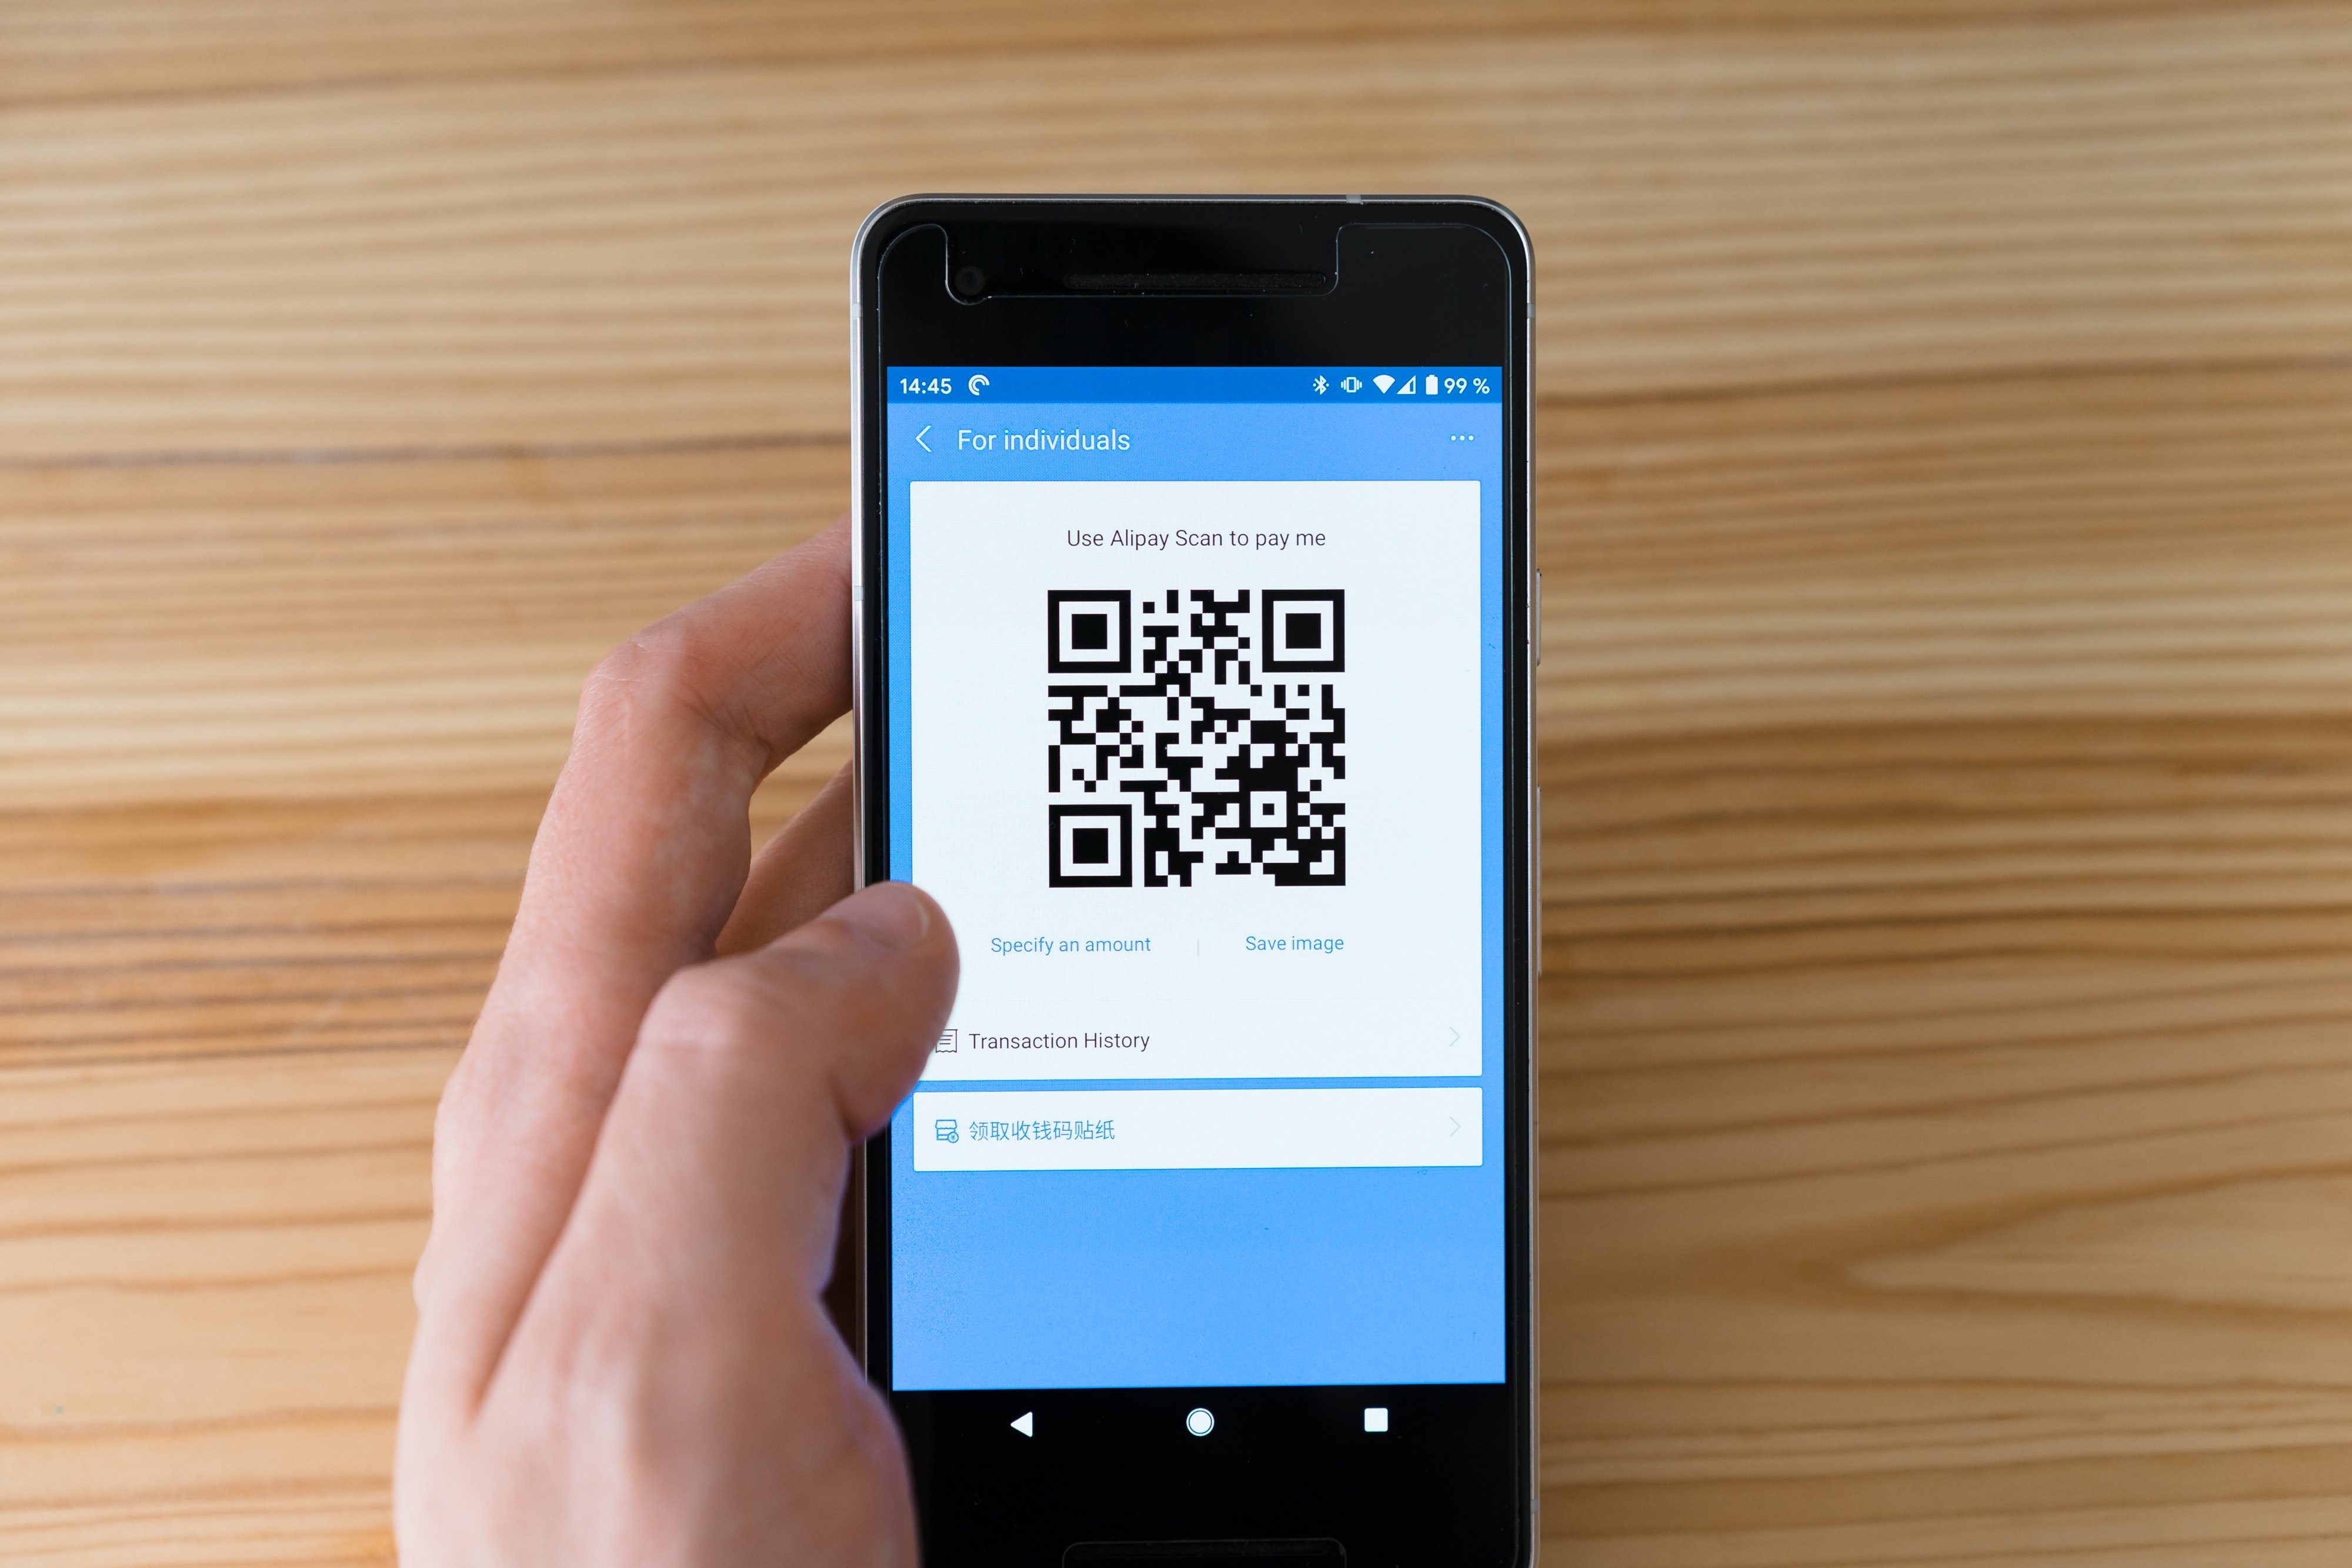 14:45 99 %
For individuals
Use Alipay Scan to pay me
Specify an amount | Save image
Transaction History
领取收钱码贴纸